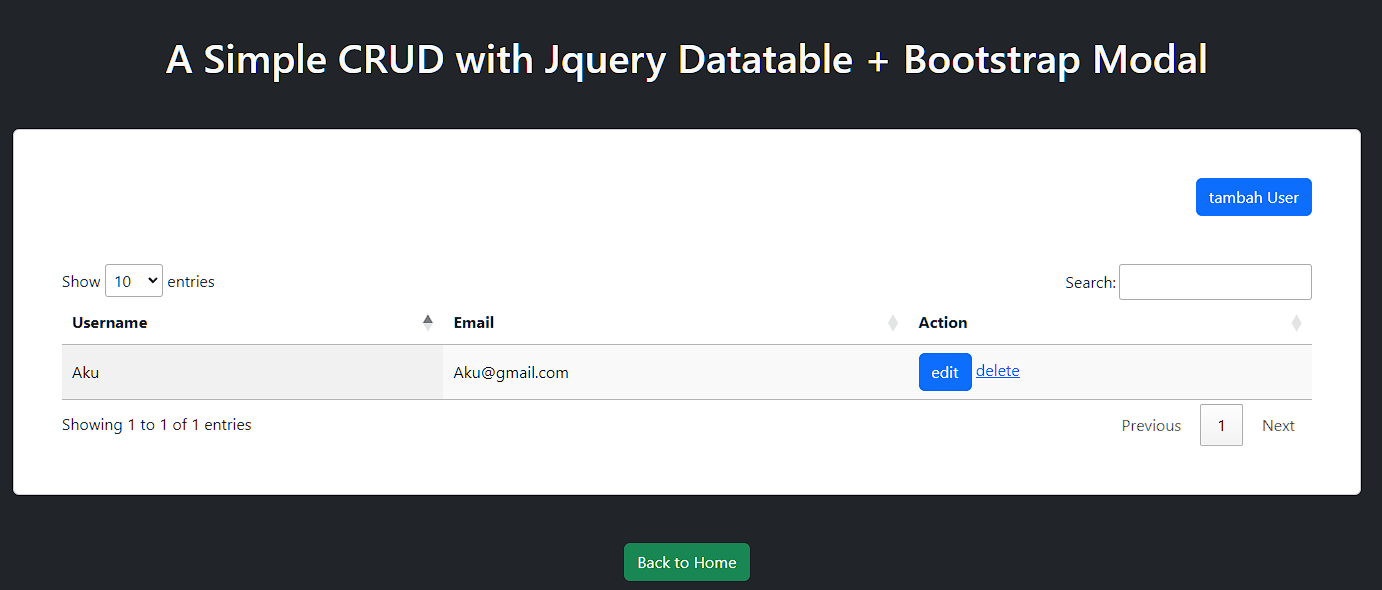 A Simple CRUD with Jquery Datatable + Bootstrap Modal
tambah User
Show 10 entries
Search:
Username Email Action
Aku Aku@gmail.com edit delete
Showing 1 to 1 of 1 entries
Previous 1 Next
Back to Home